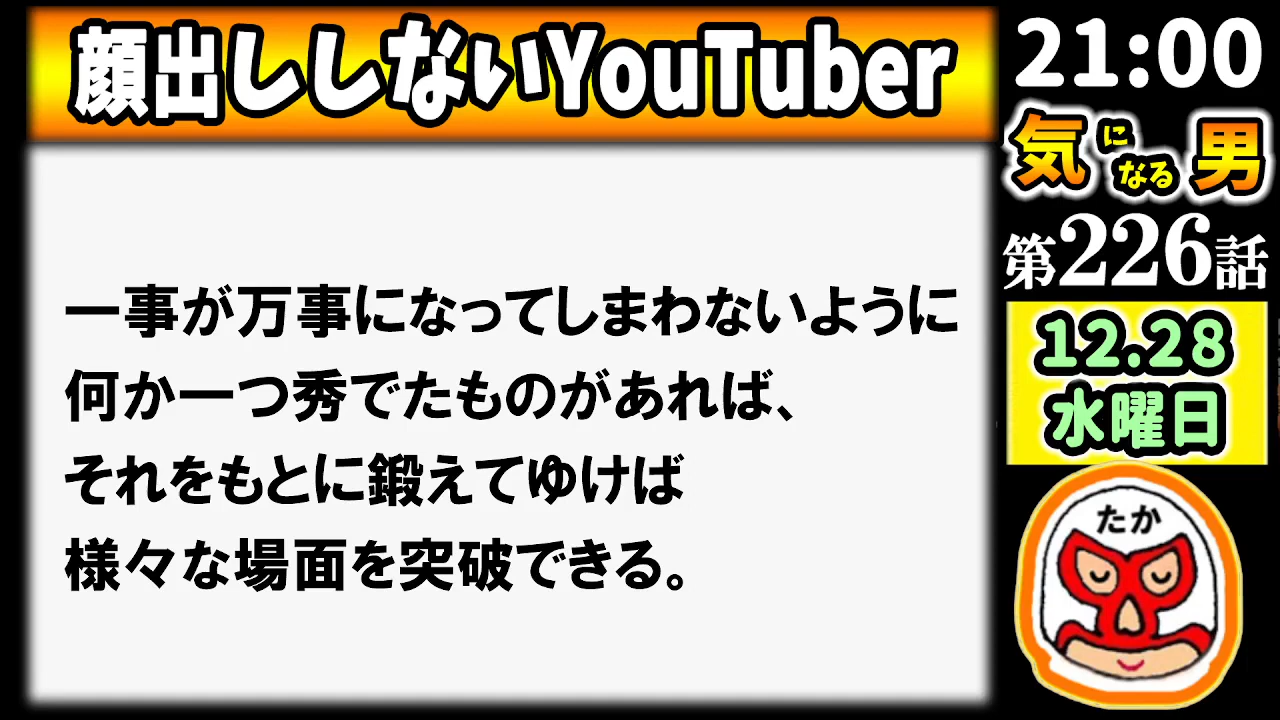 顔出ししないYouTuber
一事が万事になってしまわないように
何か一つ秀でたものがあれば、
それをもとに鍛えてゆけば
様々な場面を突破できる。
21:00
気になる男
第226話
12.28
水曜日
たか